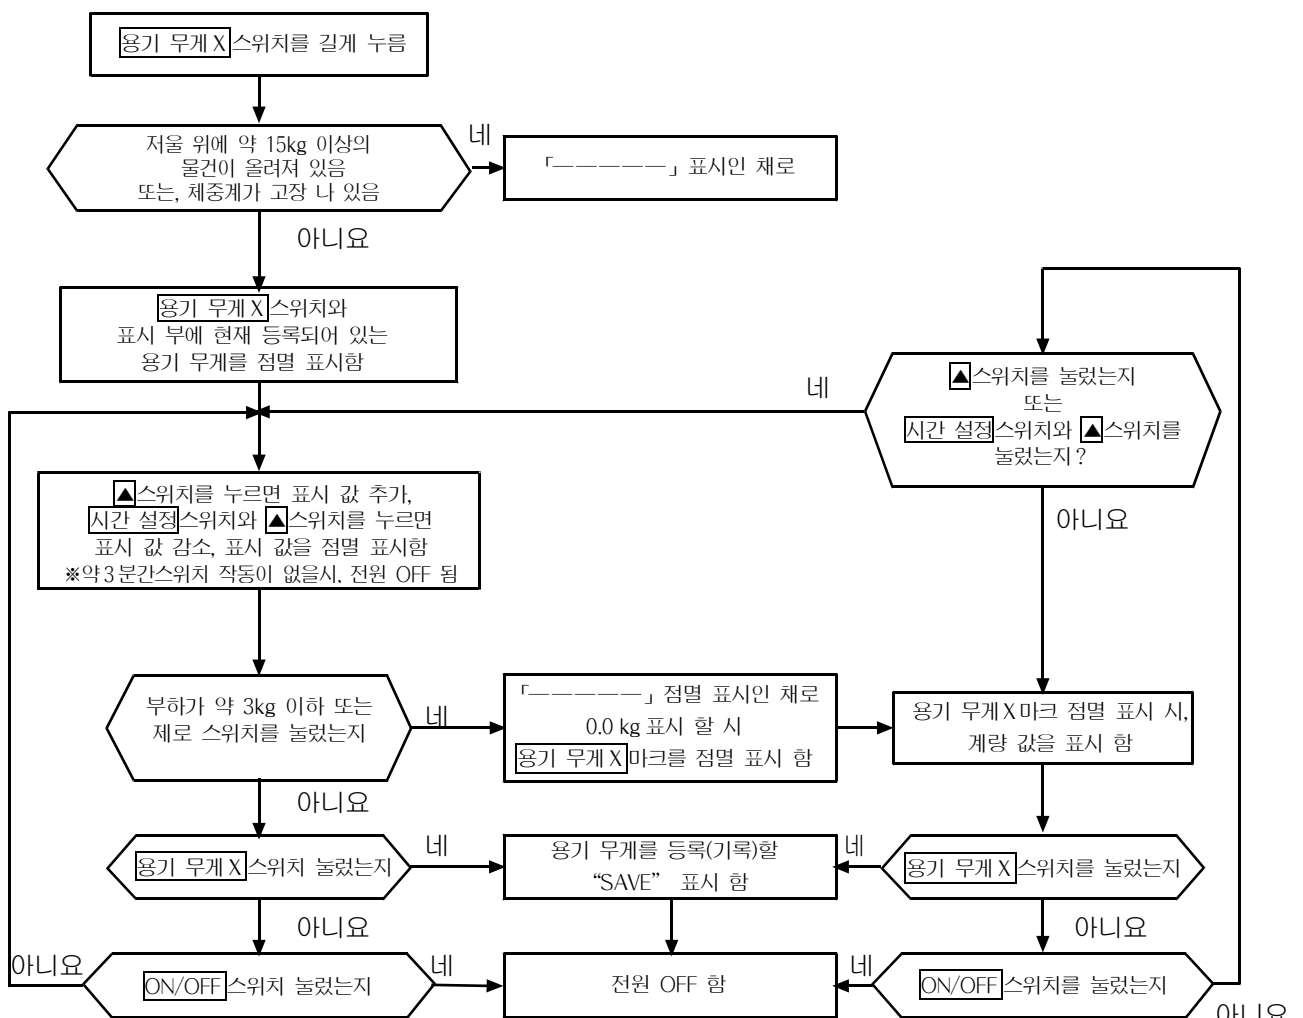 용기 무게 X 스위치를 길게 누름
저울 위에 약 15kg 이상의
물건이 올려져 있음
또는, 체중계가 고장 나 있음
네
「―――――」 표시인 채로
아니요
용기 무게 X 스위치와
표시 부에 현재 등록되어 있는
용기 무게를 점멸 표시함
▲스위치를 눌렀는지
또는
시간 설정스위치와 ▲스위치를
눌렀는지?
네
아니요
▲스위치를 누르면 표시 값 추가,
시간 설정스위치와 ▲스위치를 누르면
표시 값 감소, 표시 값을 점멸 표시함
※약3분간스위치 작동이 없을시, 전원 OFF 됨
부하가 약 3kg 이하 또는
제로 스위치를 눌렀는지
네
「―――――」 점멸 표시인 채로
0.0 kg 표시 할 시
용기 무게 X 마크를 점멸 표시 함
용기 무게X마크 점멸 표시 시,
계량 값을 표시 함
아니요
용기 무게 X 스위치 눌렀는지
네
용기 무게를 등록(기록)할
“SAVE” 표시 함
네
용기 무게 X 스위치를 눌렀는지
아니요
아니요
아니요
ON/OFF 스위치 눌렀는지
네
전원 OFF 함
네
ON/OFF 스위치를 눌렀는지
아니요